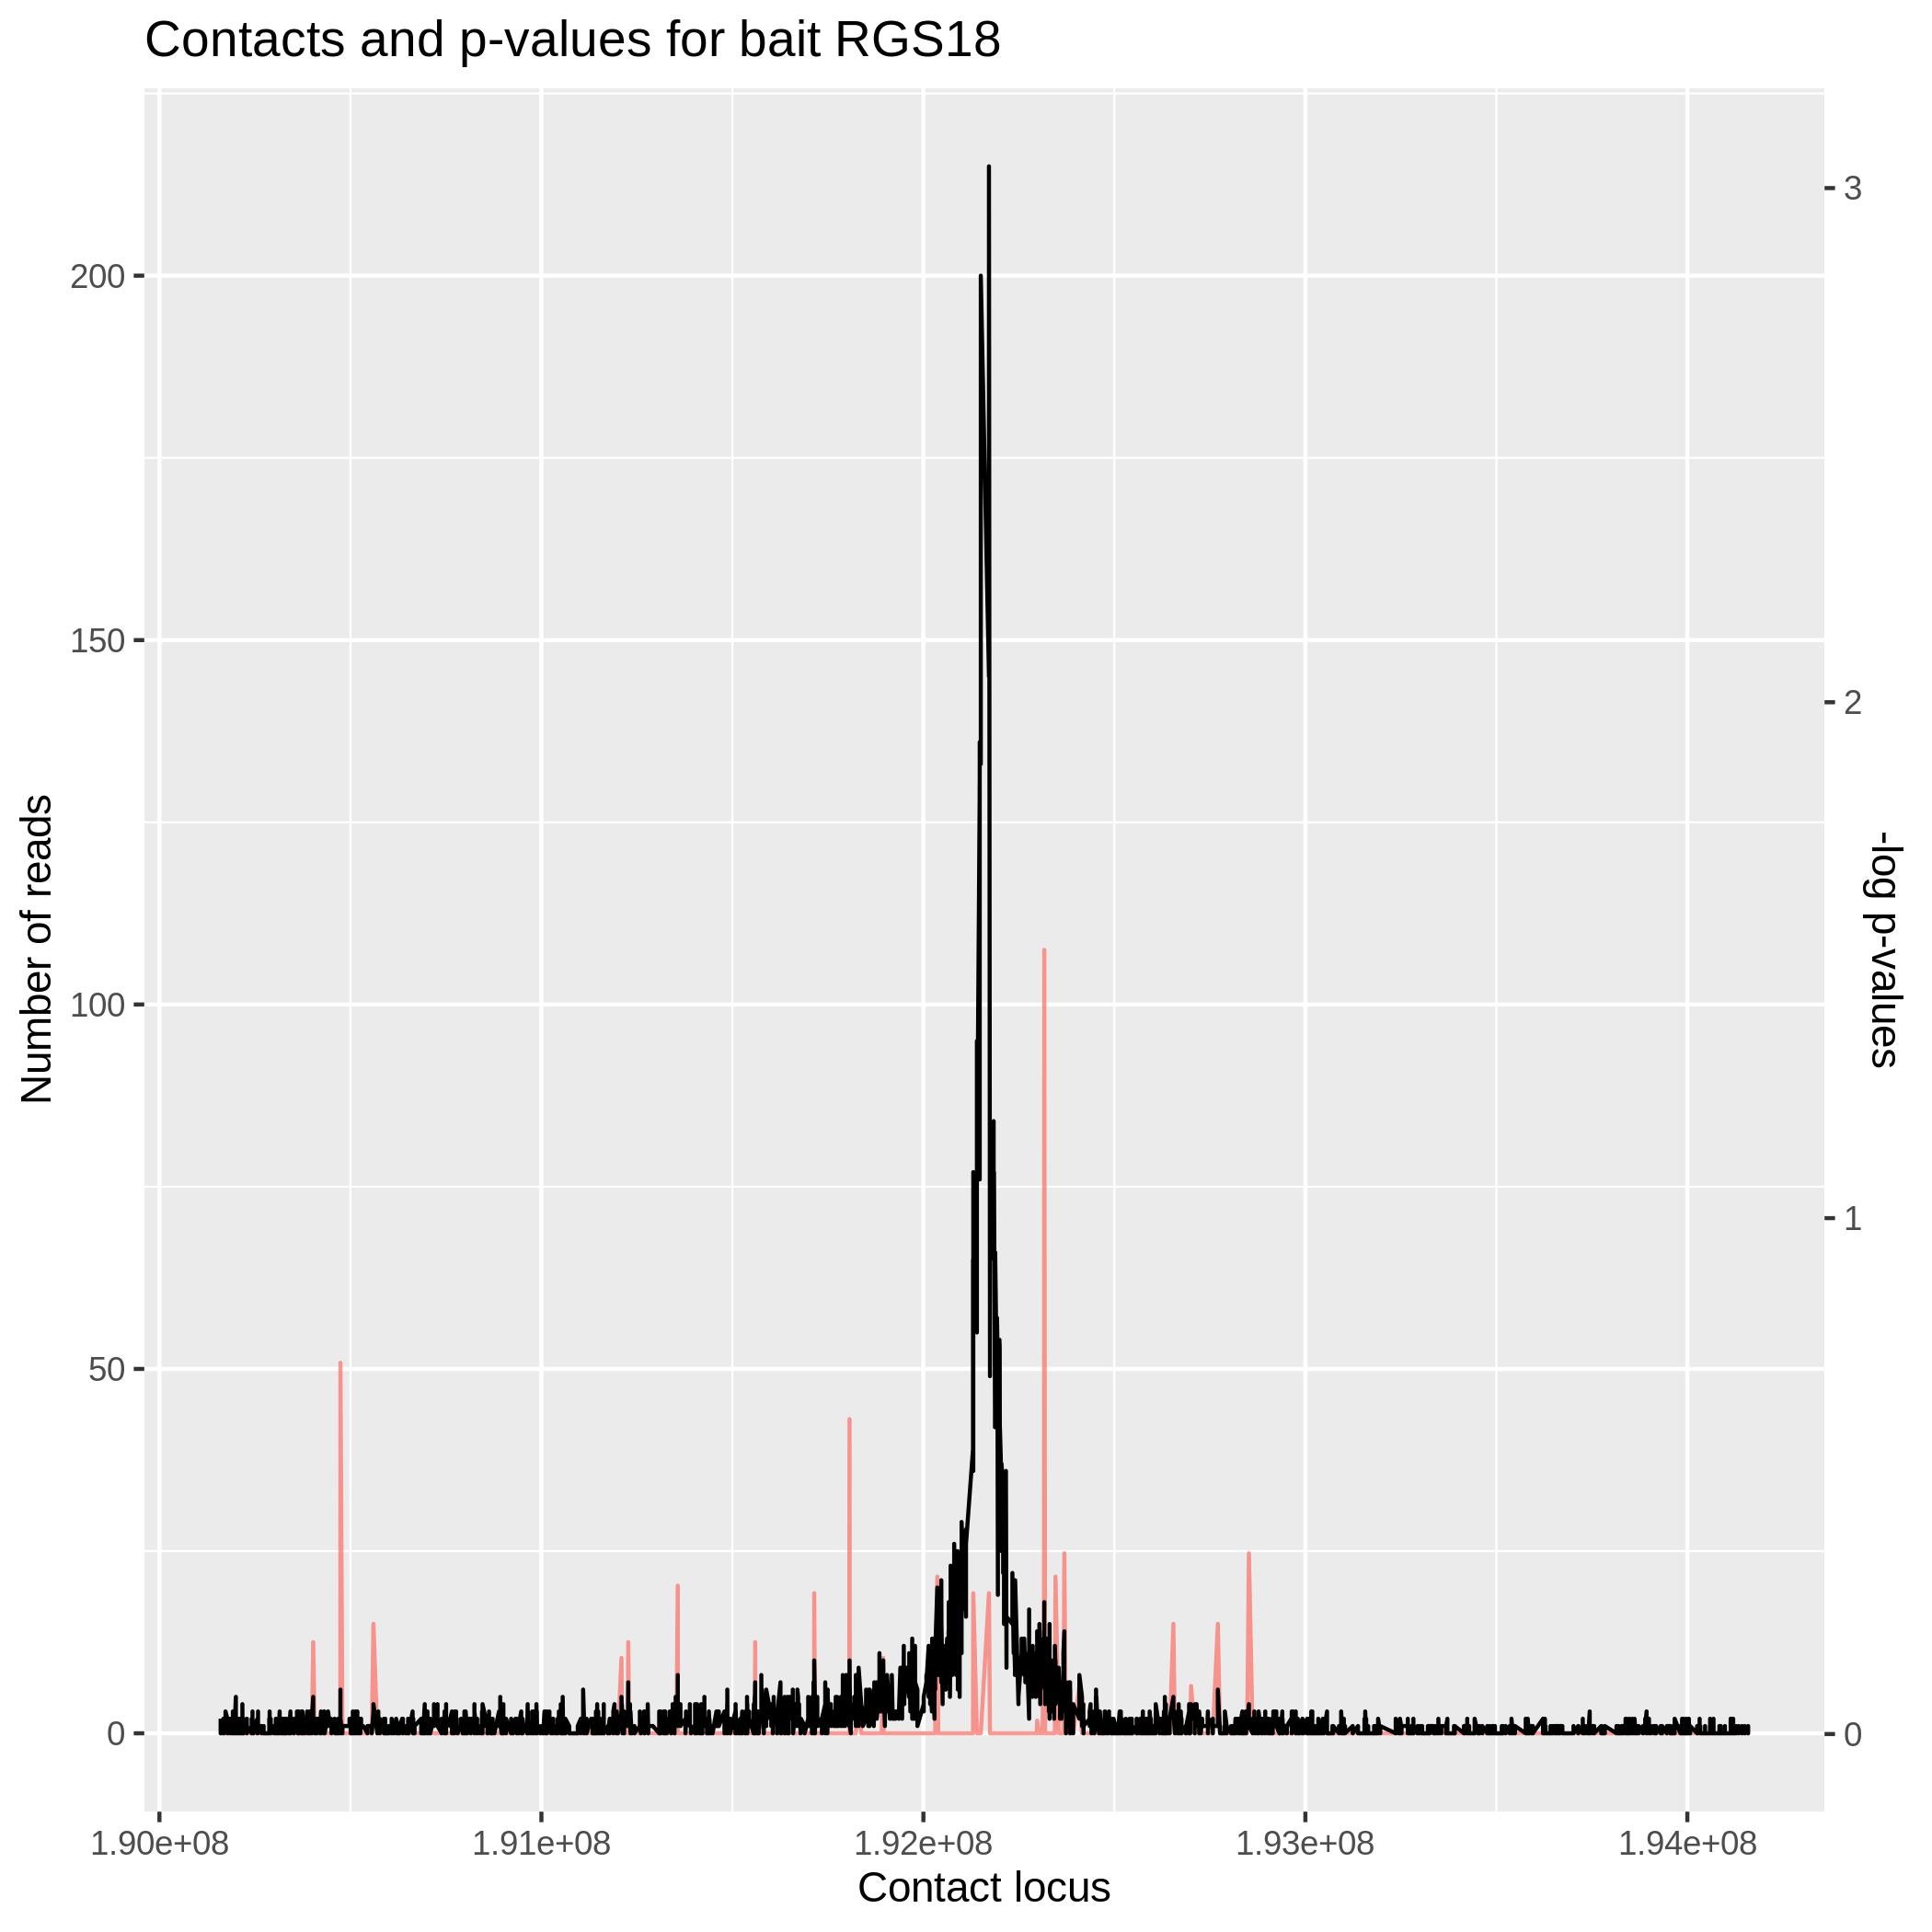 Contacts and p-values for bait RGS18
3
200
2
150
Number of reads
-log p-values
100
1
50
0
0
1.90e+08 1.91e+08 1.92e+08 1.93e+08 1.94e+08
Contact locus